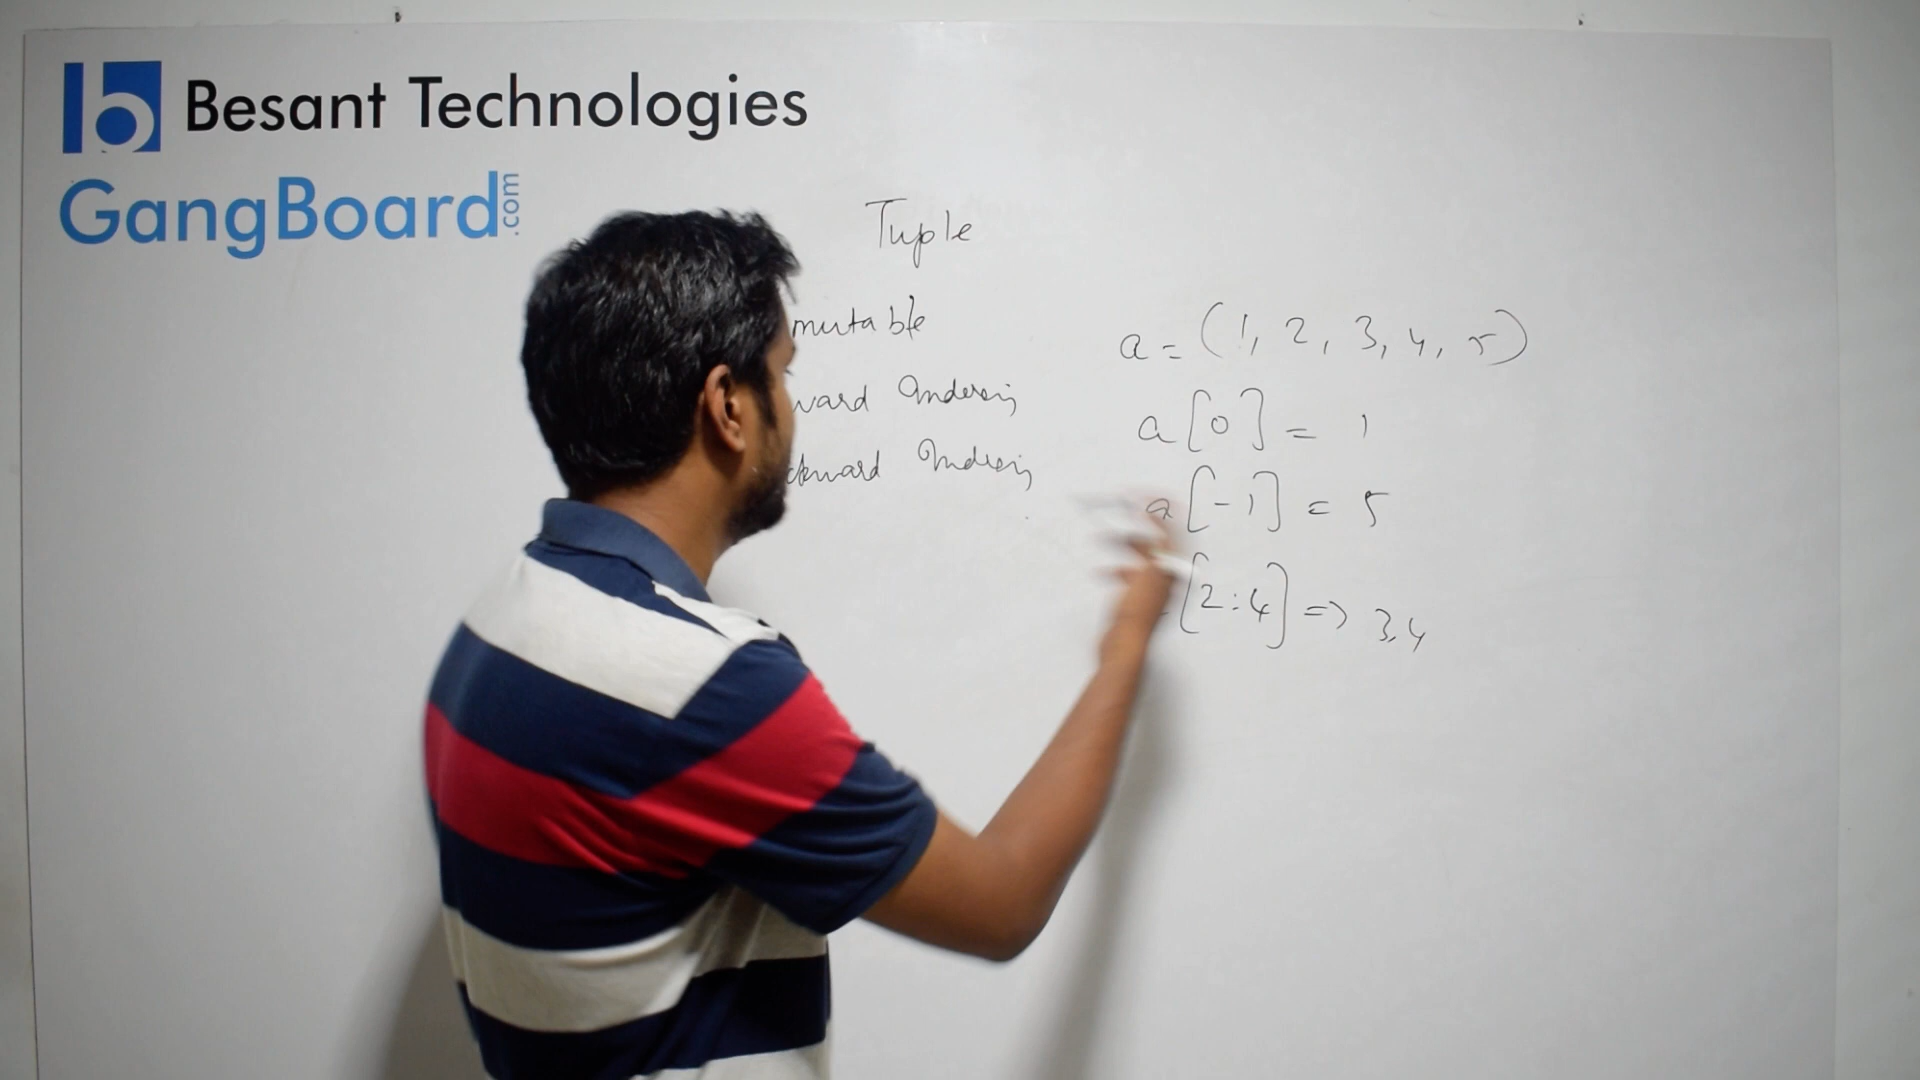 Besant Technologies
GangBoard.com
Tuple
mutable
ward Indexing
ckward Indexing
a = (1, 2, 3, 4, 5)
a[0] = 1
a[-1] = 5
[2:4] => 3,4